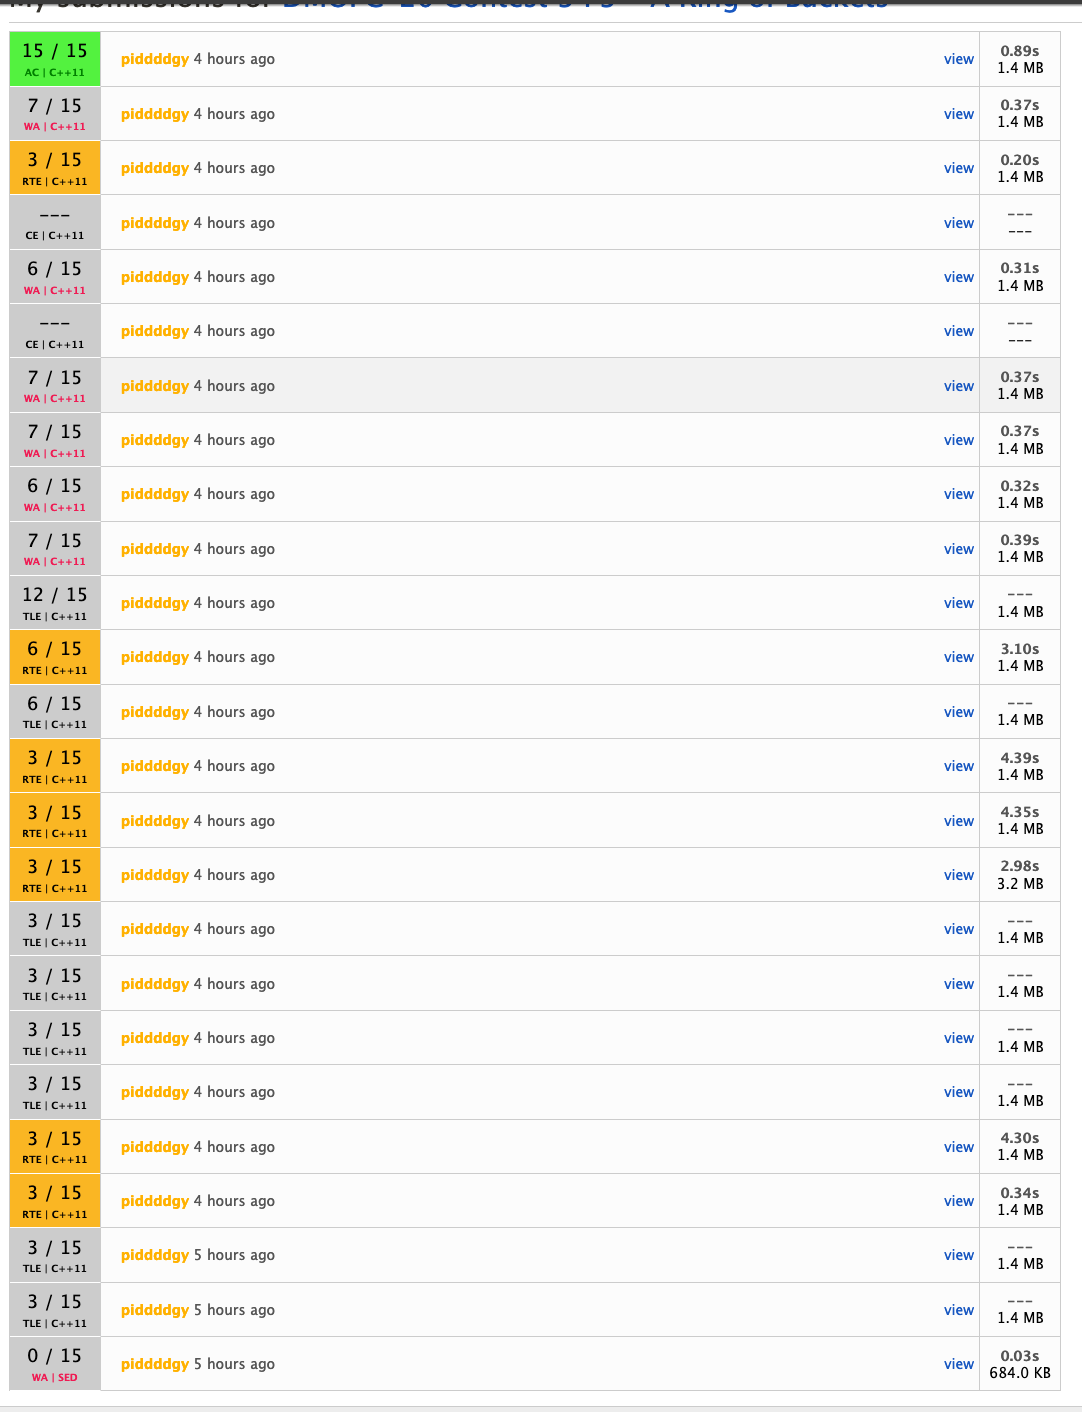 15 / 15
AC | C++11
piddddgy 4 hours ago
view
0.89s
1.4 MB
7 / 15
WA | C++11
piddddgy 4 hours ago
view
0.37s
1.4 MB
3 / 15
RTE | C++11
piddddgy 4 hours ago
view
0.20s
1.4 MB
---
CE | C++11
piddddgy 4 hours ago
view
---
---
6 / 15
WA | C++11
piddddgy 4 hours ago
view
0.31s
1.4 MB
---
CE | C++11
piddddgy 4 hours ago
view
---
---
7 / 15
WA | C++11
piddddgy 4 hours ago
view
0.37s
1.4 MB
7 / 15
WA | C++11
piddddgy 4 hours ago
view
0.37s
1.4 MB
6 / 15
WA | C++11
piddddgy 4 hours ago
view
0.32s
1.4 MB
7 / 15
WA | C++11
piddddgy 4 hours ago
view
0.39s
1.4 MB
12 / 15
TLE | C++11
piddddgy 4 hours ago
view
---
1.4 MB
6 / 15
RTE | C++11
piddddgy 4 hours ago
view
3.10s
1.4 MB
6 / 15
TLE | C++11
piddddgy 4 hours ago
view
---
1.4 MB
3 / 15
RTE | C++11
piddddgy 4 hours ago
view
4.39s
1.4 MB
3 / 15
RTE | C++11
piddddgy 4 hours ago
view
4.35s
1.4 MB
3 / 15
RTE | C++11
piddddgy 4 hours ago
view
2.98s
3.2 MB
3 / 15
TLE | C++11
piddddgy 4 hours ago
view
---
1.4 MB
3 / 15
TLE | C++11
piddddgy 4 hours ago
view
---
1.4 MB
3 / 15
TLE | C++11
piddddgy 4 hours ago
view
---
1.4 MB
3 / 15
TLE | C++11
piddddgy 4 hours ago
view
---
1.4 MB
3 / 15
RTE | C++11
piddddgy 4 hours ago
view
4.30s
1.4 MB
3 / 15
RTE | C++11
piddddgy 4 hours ago
view
0.34s
1.4 MB
3 / 15
TLE | C++11
piddddgy 5 hours ago
view
---
1.4 MB
3 / 15
TLE | C++11
piddddgy 5 hours ago
view
---
1.4 MB
0 / 15
WA | SED
piddddgy 5 hours ago
view
0.03s
684.0 KB